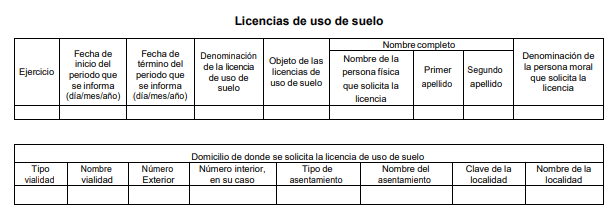 Licencias de uso de suelo
Ejercicio
Fecha de
inicio del
periodo que
se informa
(día/mes/año)
Fecha de
término del
periodo que
se informa
(día/mes/año)
Denominación
de la licencia
de uso de
suelo
Objeto de las
licencias de
uso de suelo
Nombre completo
Nombre de la
persona física
que solicita la
licencia
Primer
apellido
Segundo
apellido
Denominación de
la persona moral
que solicita la
licencia
Domicilio de donde se solicita la licencia de uso de suelo
Tipo
vialidad
Nombre
vialidad
Número
Exterior
Número interior,
en su caso
Tipo de
asentamiento
Nombre del
asentamiento
Clave de la
localidad
Nombre de la
localidad